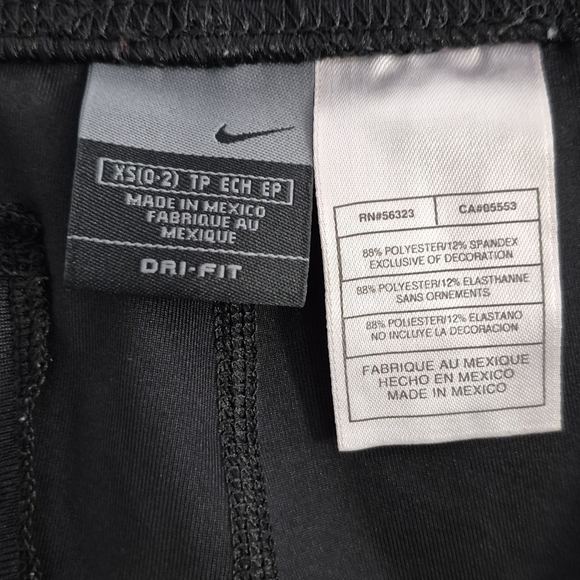 XS(0-2) TP ECH EP
MADE IN MEXICO
FABRIQUE AU
MEXIQUE
DRI-FIT
RN#56323 CA#05553
88% POLYESTER/12% SPANDEX
EXCLUSIVE OF DECORATION
88% POLYESTER/12% ELASTHANNE
SANS ORNEMENTS
88% POLIESTER/12% ELASTANO
NO INCLUYE LA DECORACION
FABRIQUE AU MEXIQUE
HECHO EN MEXICO
MADE IN MEXICO